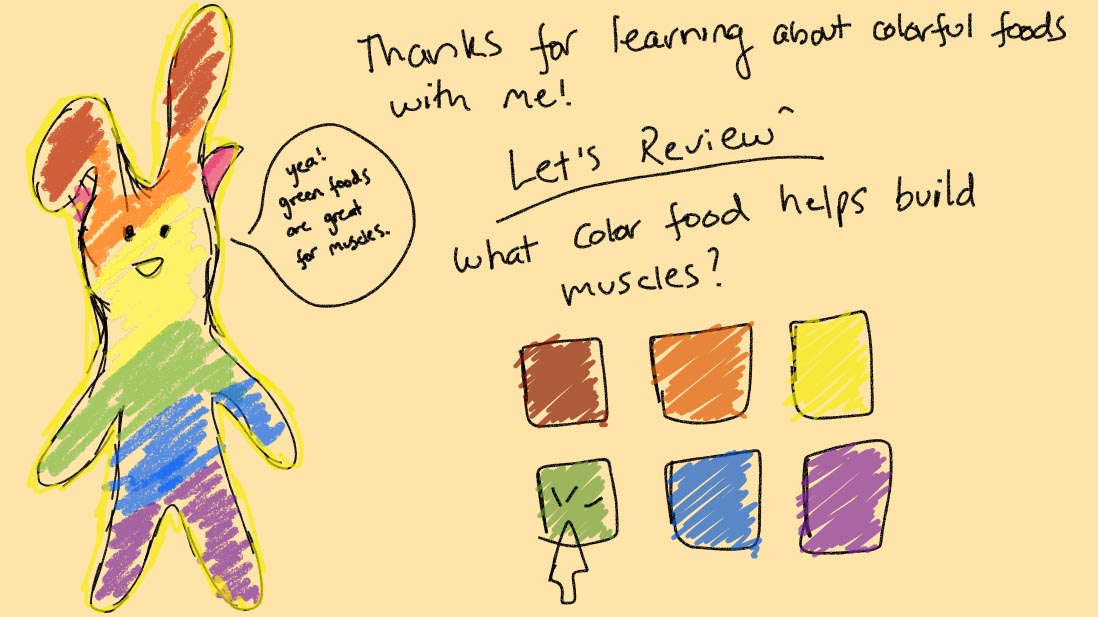 Thanks for learning about colorful foods
with me!
Let's Review
what color food helps build
muscles?
yea!
green foods
are great
for muscles.